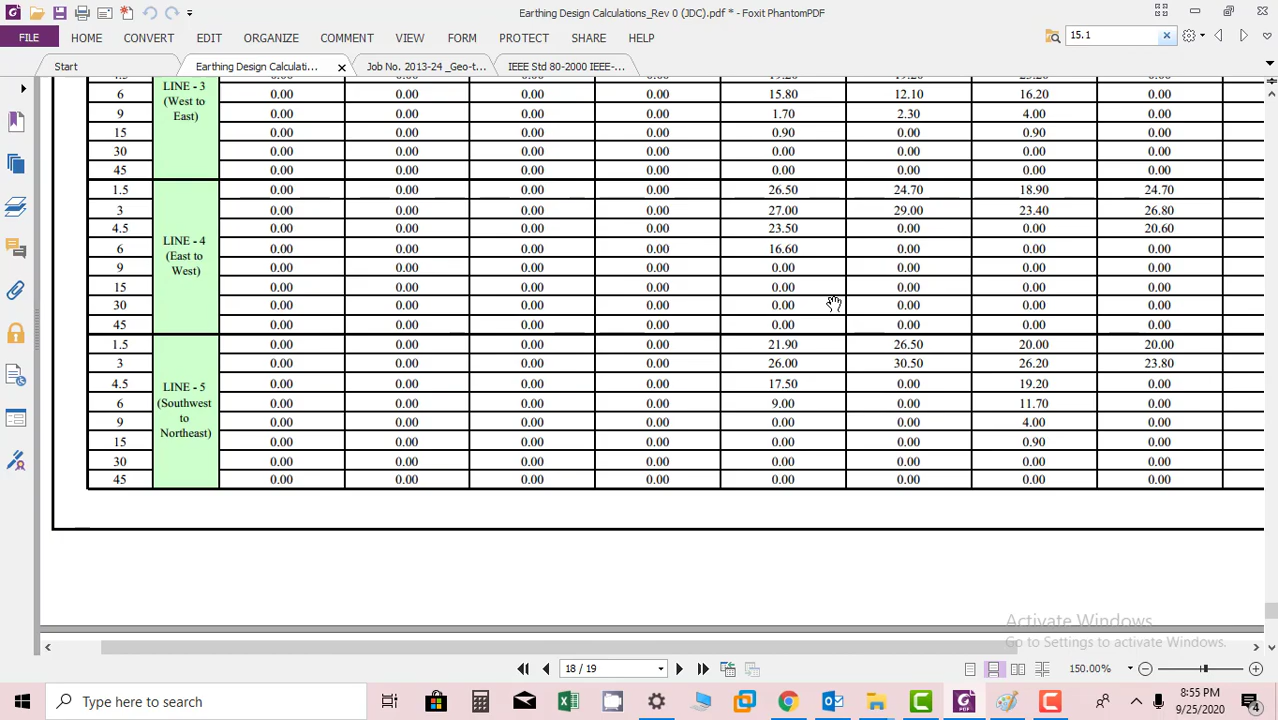 Earthing Design Calculations_Rev 0 (JDC).pdf * - Foxit PhantomPDF
FILE HOME CONVERT EDIT ORGANIZE COMMENT VIEW FORM PROTECT SHARE HELP 15.1
Start Earthing Design Calculati... Job No. 2013-24 _Geo-t... IEEE Std 80-2000 IEEE-...
6 0.00 0.00 0.00 0.00 15.80 12.10 16.20 0.00
9 0.00 0.00 0.00 0.00 1.70 2.30 4.00 0.00
15 0.00 0.00 0.00 0.00 0.90 0.00 0.90 0.00
30 0.00 0.00 0.00 0.00 0.00 0.00 0.00 0.00
45 0.00 0.00 0.00 0.00 0.00 0.00 0.00 0.00
LINE - 3
(West to
East)
1.5 0.00 0.00 0.00 0.00 26.50 24.70 18.90 24.70
3 0.00 0.00 0.00 0.00 27.00 29.00 23.40 26.80
4.5 0.00 0.00 0.00 0.00 23.50 0.00 0.00 20.60
6 0.00 0.00 0.00 0.00 16.60 0.00 0.00 0.00
9 0.00 0.00 0.00 0.00 0.00 0.00 0.00 0.00
15 0.00 0.00 0.00 0.00 0.00 0.00 0.00 0.00
30 0.00 0.00 0.00 0.00 0.00 0.00 0.00 0.00
45 0.00 0.00 0.00 0.00 0.00 0.00 0.00 0.00
LINE - 4
(East to
West)
1.5 0.00 0.00 0.00 0.00 21.90 26.50 20.00 20.00
3 0.00 0.00 0.00 0.00 26.00 30.50 26.20 23.80
4.5 0.00 0.00 0.00 0.00 17.50 0.00 19.20 0.00
6 0.00 0.00 0.00 0.00 9.00 0.00 11.70 0.00
9 0.00 0.00 0.00 0.00 0.00 0.00 4.00 0.00
15 0.00 0.00 0.00 0.00 0.00 0.00 0.90 0.00
30 0.00 0.00 0.00 0.00 0.00 0.00 0.00 0.00
45 0.00 0.00 0.00 0.00 0.00 0.00 0.00 0.00
LINE - 5
(Southwest
to
Northeast)
Activate Windows
Go to Settings to activate Windows.
18 / 19 150.00%
Type here to search
8:55 PM
9/25/2020
4